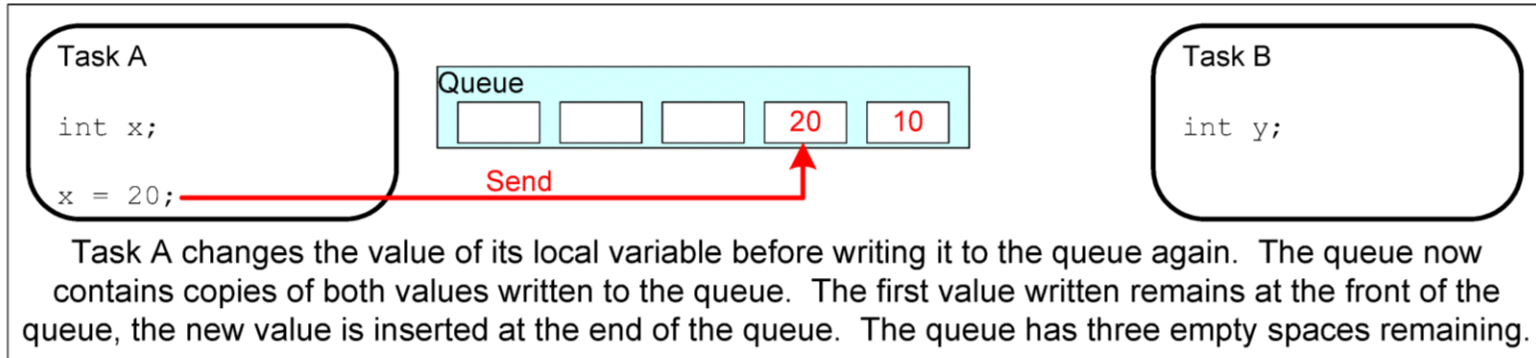 Task A
int x;
x = 20;
Queue
20 10
Send
Task B
int y;
Task A changes the value of its local variable before writing it to the queue again.  The queue now
contains copies of both values written to the queue.  The first value written remains at the front of the
queue, the new value is inserted at the end of the queue.  The queue has three empty spaces remaining.